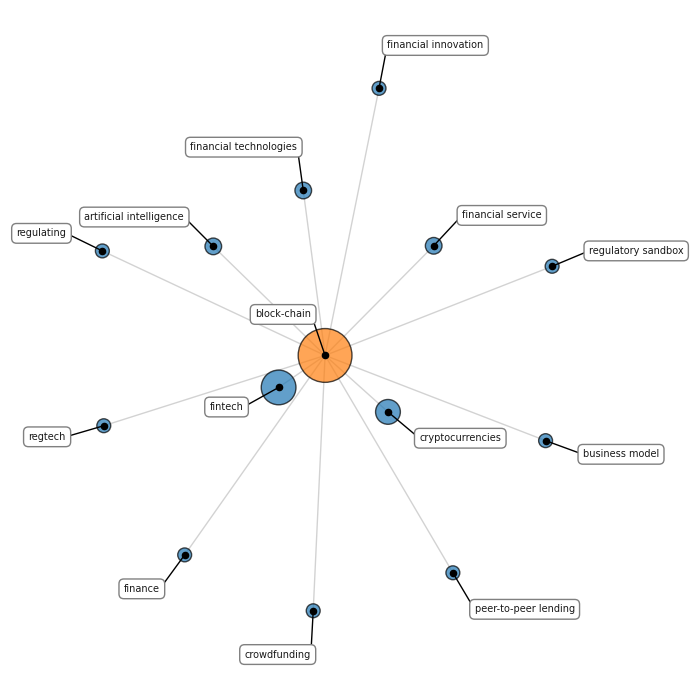 financial innovation
financial technologies
artificial intelligence
financial service
regulating
regulatory sandbox
block-chain
fintech
regtech
cryptocurrencies
business model
finance
peer-to-peer lending
crowdfunding